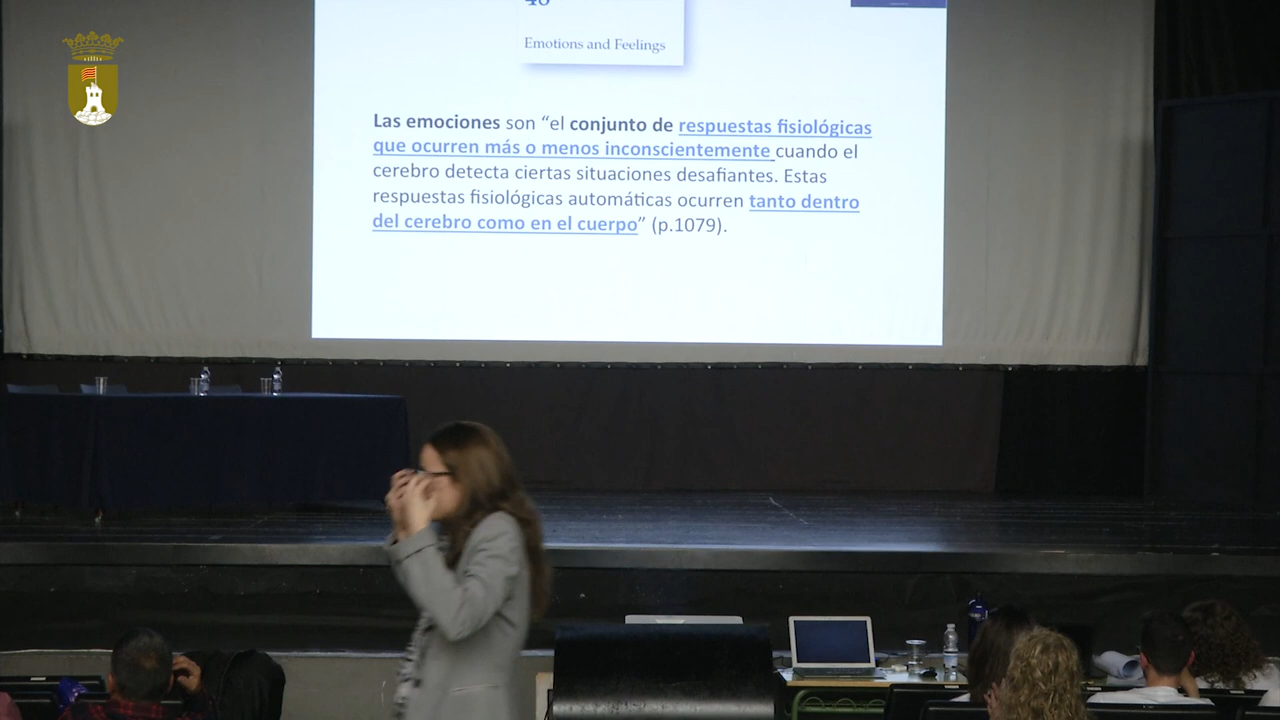 Emotions and Feelings
Las emociones son “el conjunto de respuestas fisiológicas
que ocurren más o menos inconscientemente cuando el
cerebro detecta ciertas situaciones desafiantes. Estas
respuestas fisiológicas automáticas ocurren tanto dentro
del cerebro como en el cuerpo” (p.1079).